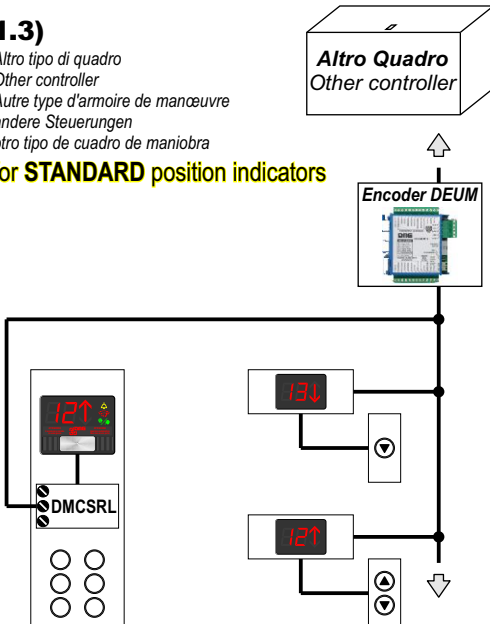 1.3)
Altro tipo di quadro
Other controller
Autre type d'armoire de manœuvre
andere Steuerungen
otro tipo de cuadro de maniobra
or STANDARD position indicators
Altro Quadro
Other controller
Encoder DEUM
DMG
13↓
12↑
DMCSRL
12↑